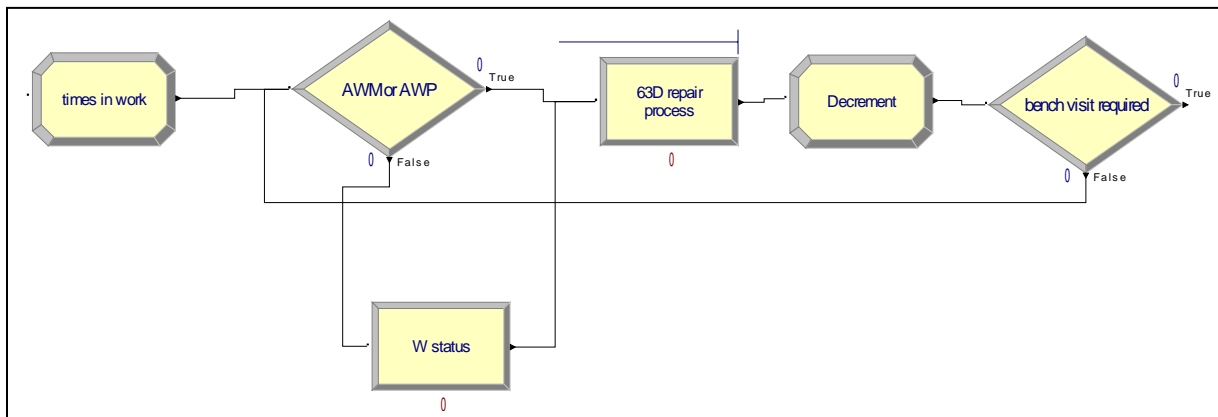 times in work
AWM or AWP
0
True
0
False
63D repair
process
0
Decrement
bench visit required
0
True
0
False
W status
0